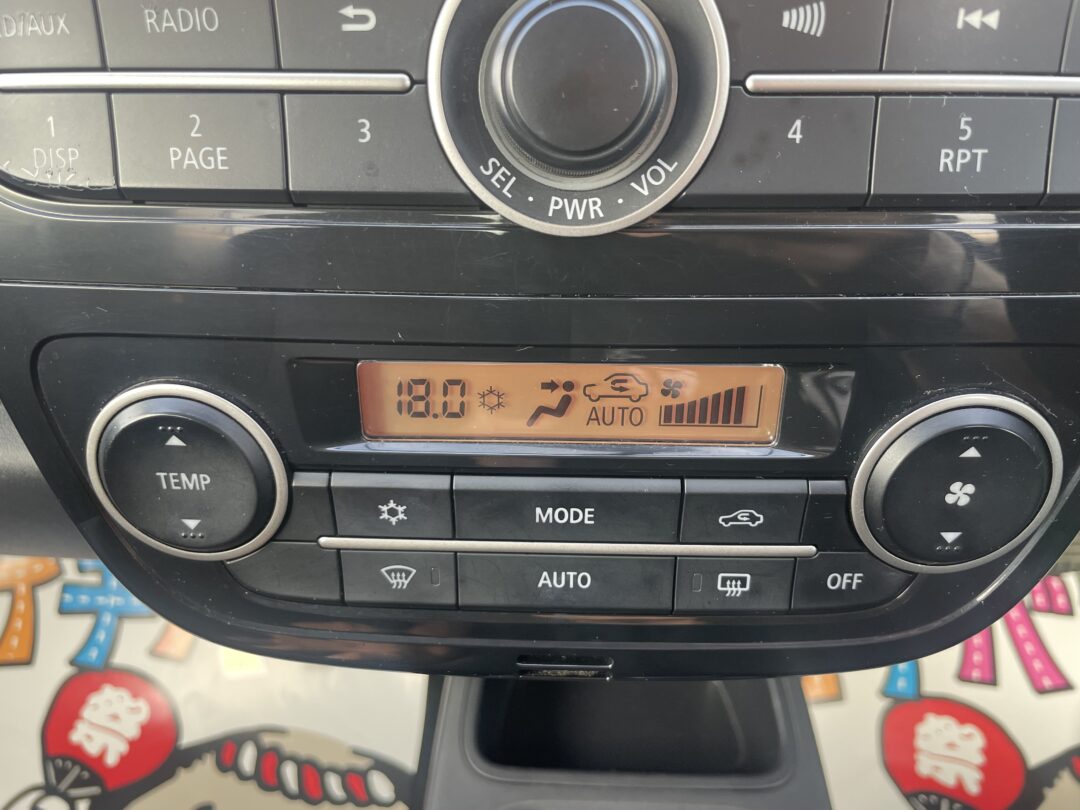 RADIO
1 2 3 4 5
DISP PAGE RPT
SEL · PWR · VOL
18.0
AUTO
TEMP
MODE
AUTO
OFF